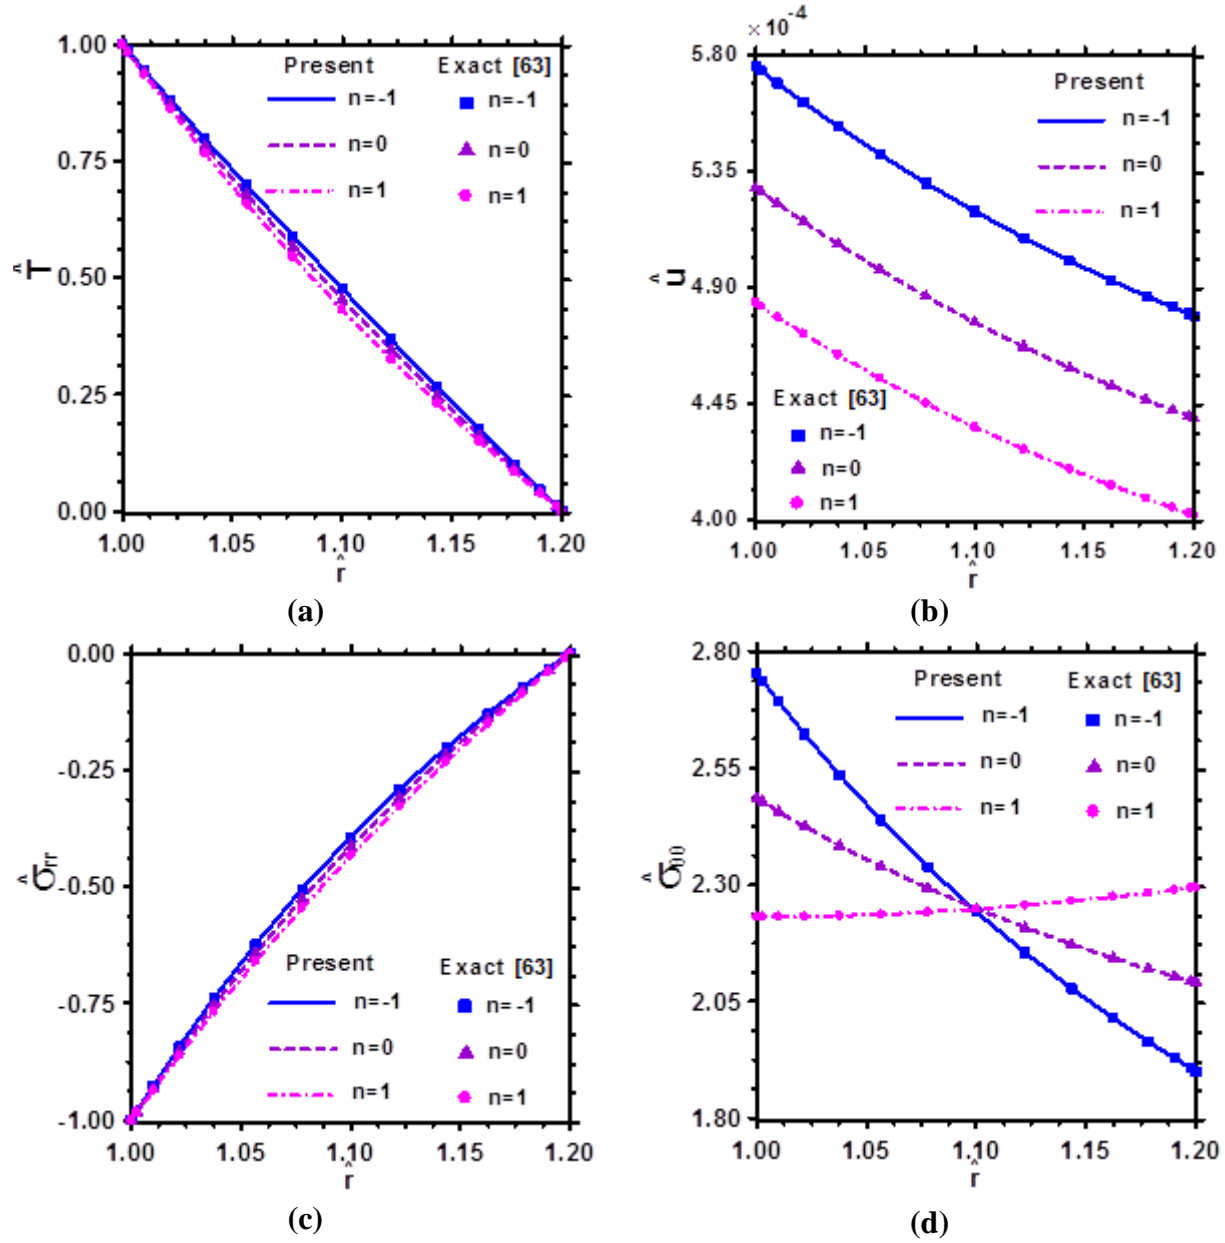 1.00
0.75
0.50
0.25
0.00
T̂
Present Exact [63]
n=-1 n=-1
n=0 n=0
n=1 n=1
1.00 1.05 1.10 1.15 1.20
r̂
(a)
× 10⁻⁴
5.80
5.35
4.90
4.45
4.00
û
Present
n=-1
n=0
n=1
Exact [63]
n=-1
n=0
n=1
1.00 1.05 1.10 1.15 1.20
r̂
(b)
0.00
-0.25
-0.50
-0.75
-1.00
σ̂rr
Present Exact [63]
n=-1 n=-1
n=0 n=0
n=1 n=1
1.00 1.05 1.10 1.15 1.20
r̂
(c)
2.80
2.55
2.30
2.05
1.80
σ̂θθ
Present Exact [63]
n=-1 n=-1
n=0 n=0
n=1 n=1
1.00 1.05 1.10 1.15 1.20
r̂
(d)